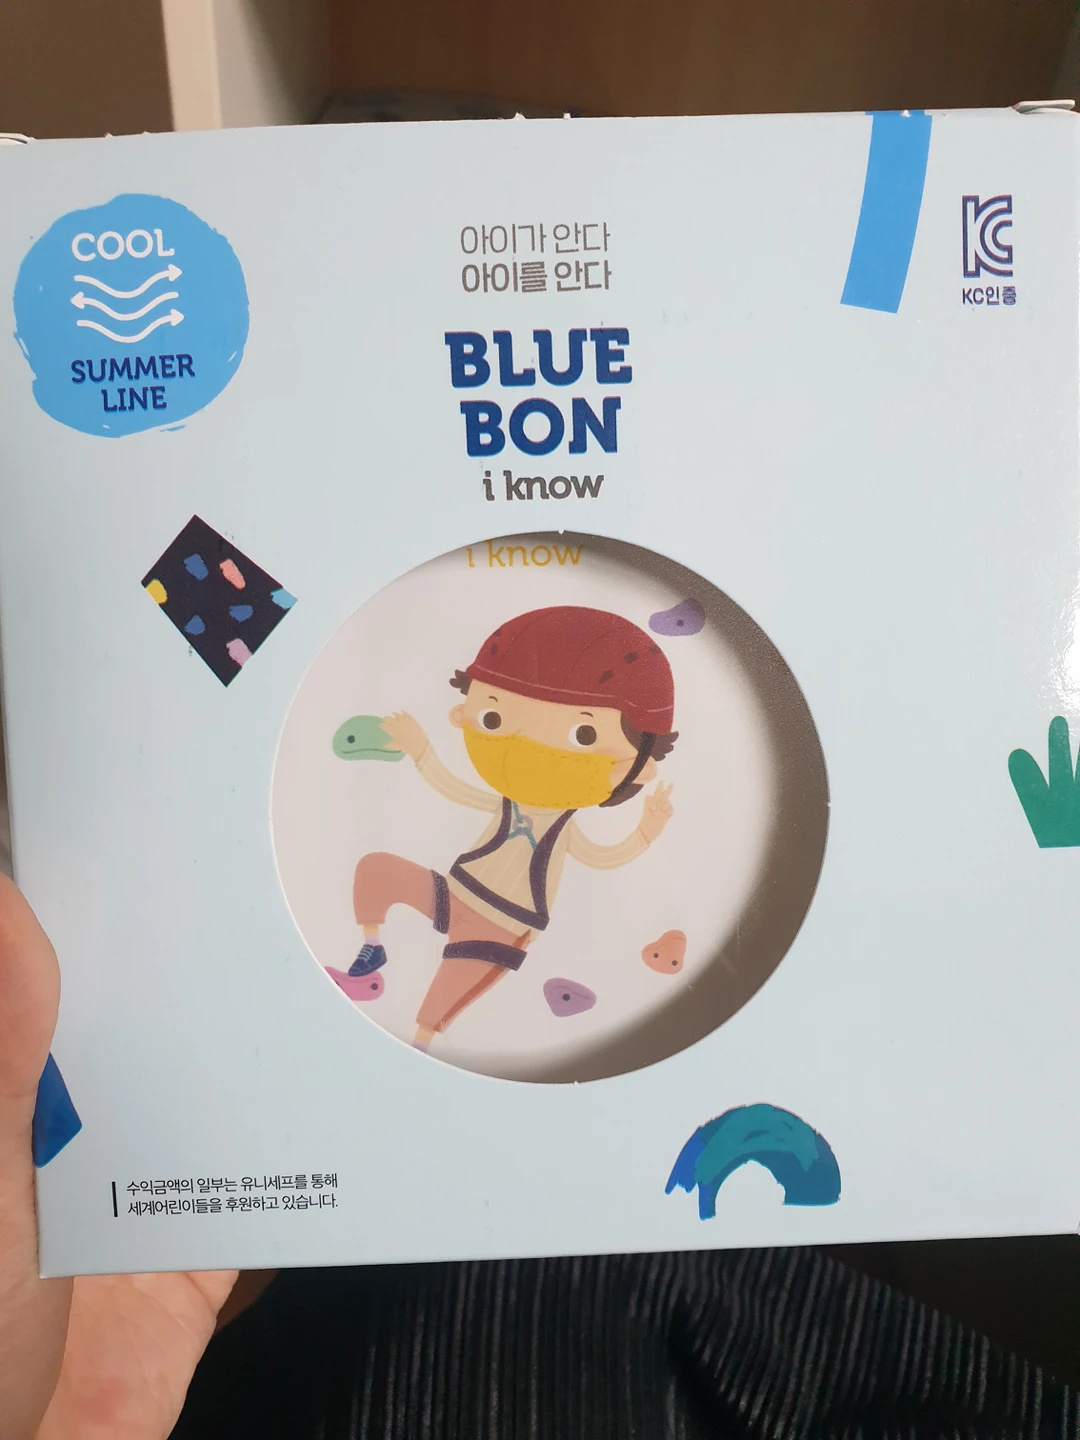 COOL
SUMMER
LINE
아이가 안다
아이를 안다
BLUE
BON
i know
KC
KC인증
i know
수익금액의 일부는 유니세프를 통해
세계어린이들을 후원하고 있습니다.